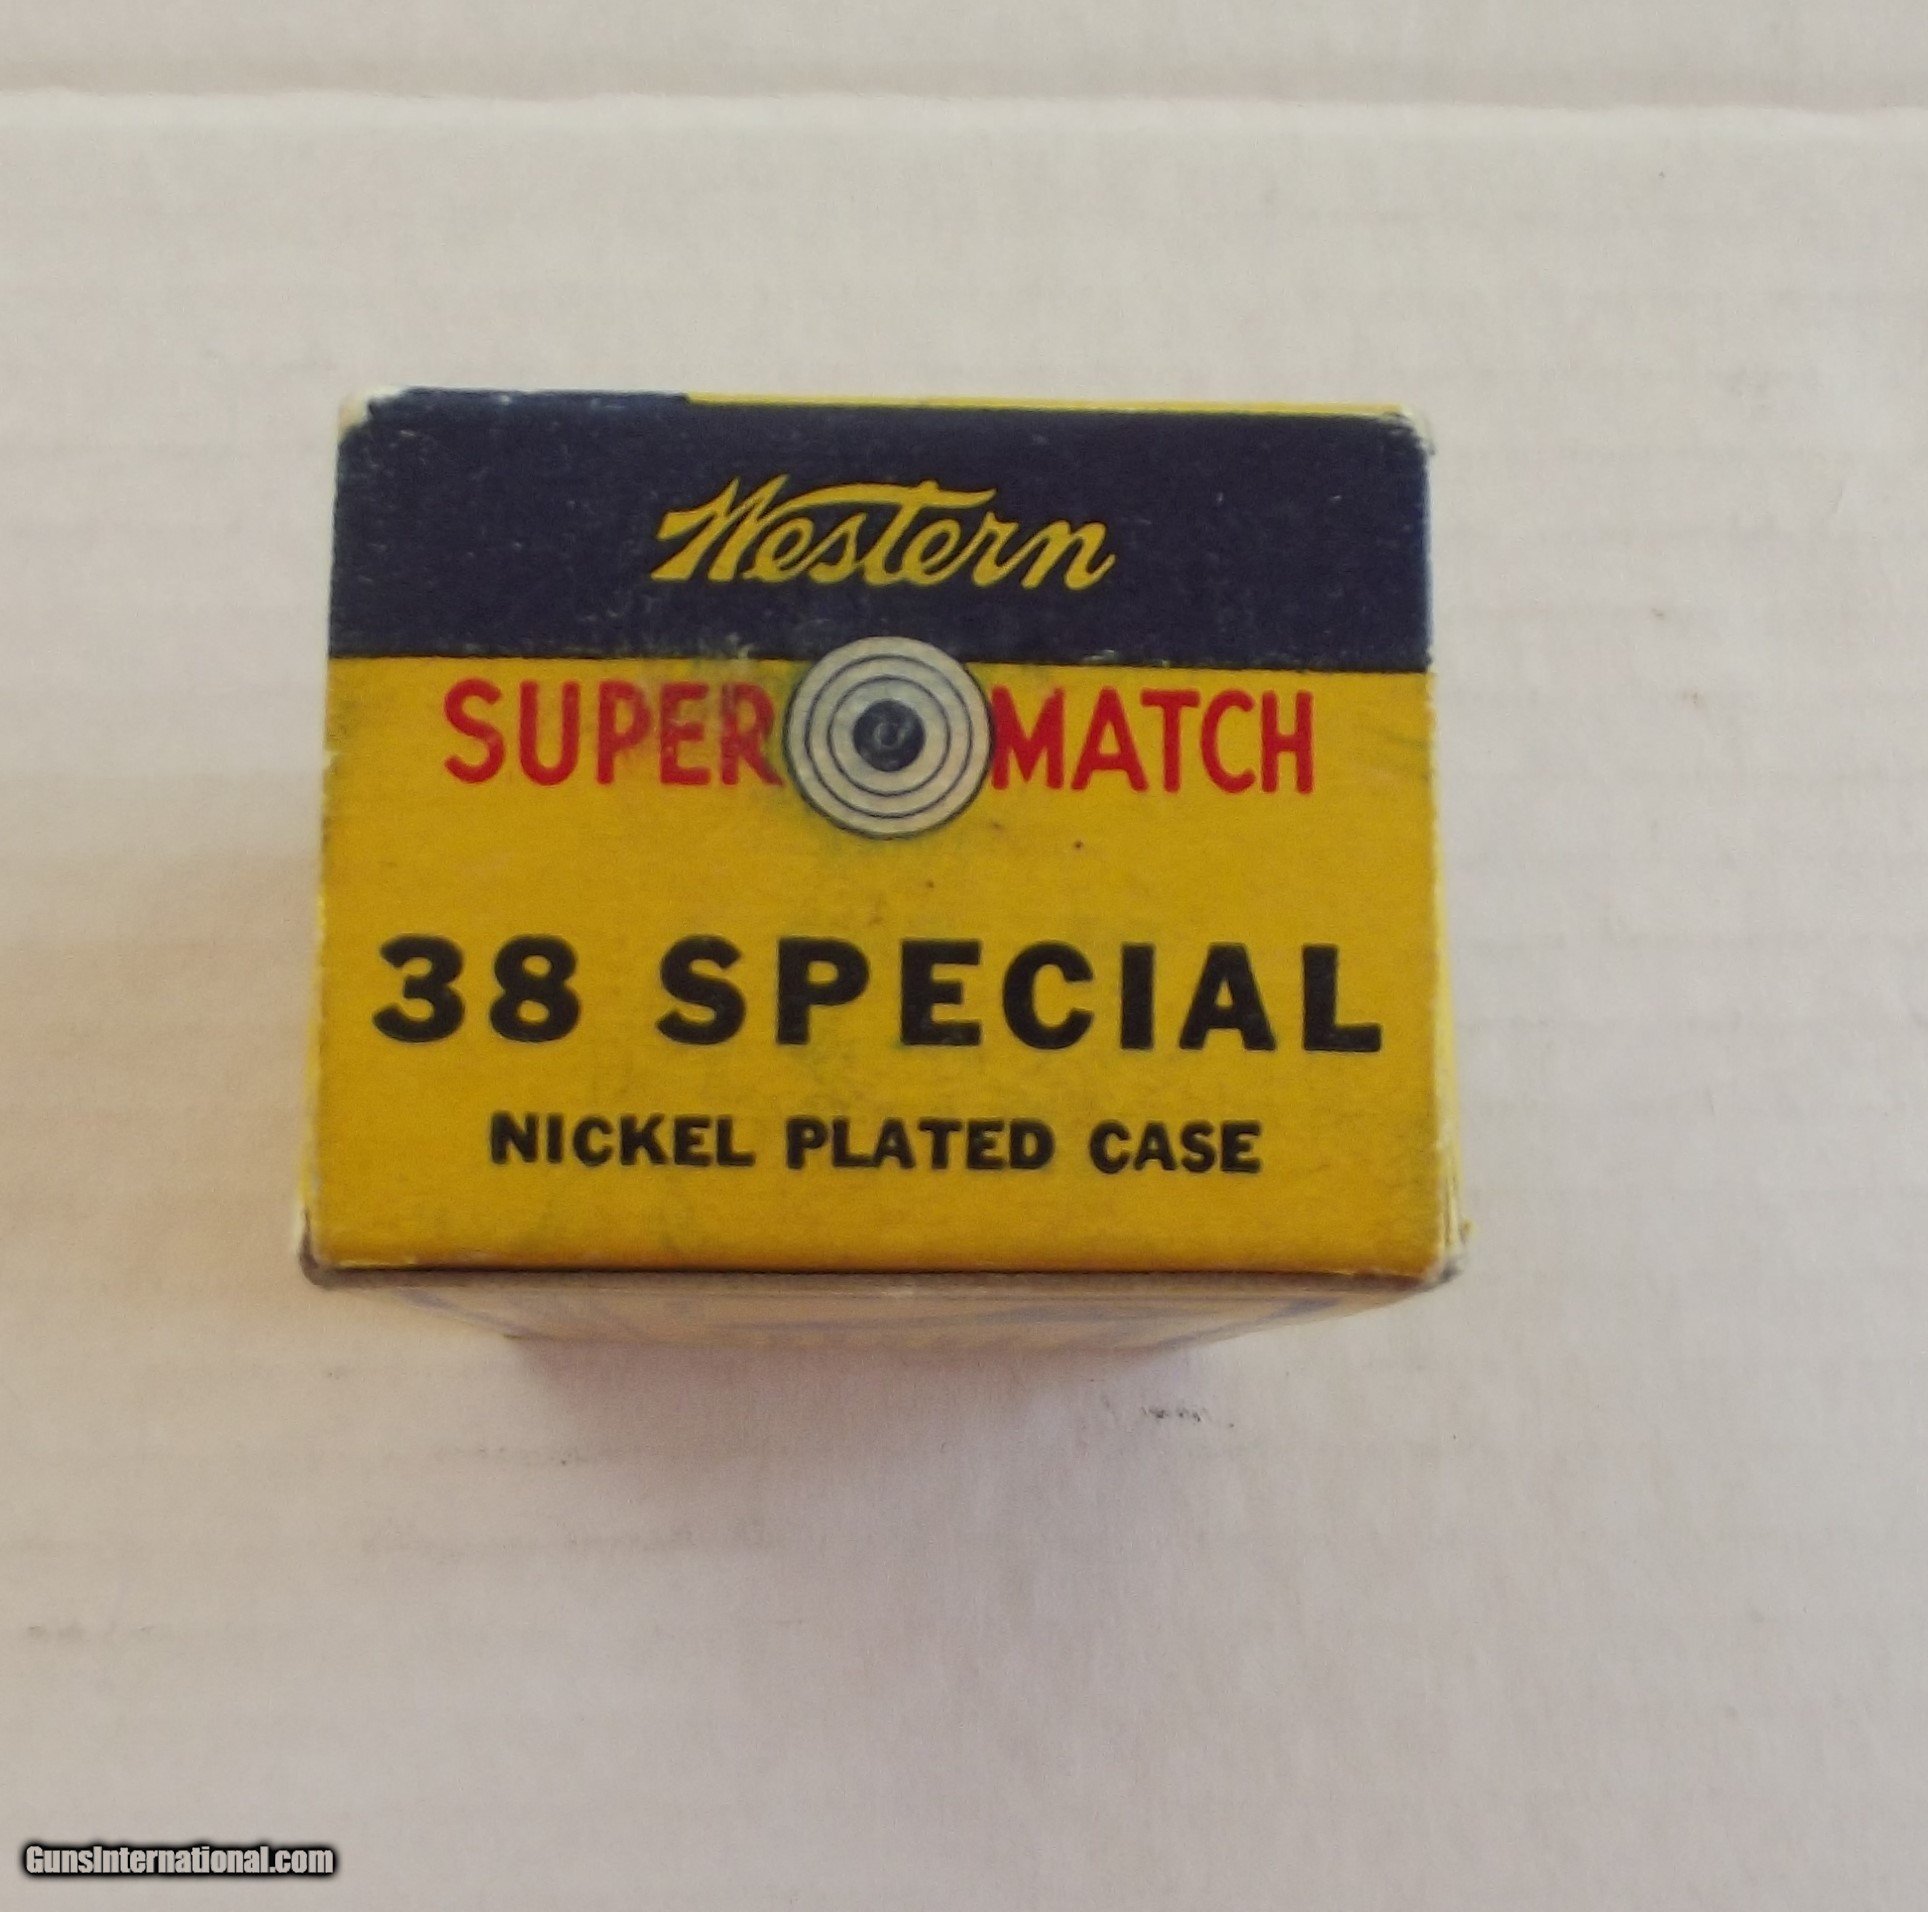 Western
SUPER MATCH
38 SPECIAL
NICKEL PLATED CASE
GunsInternational.com